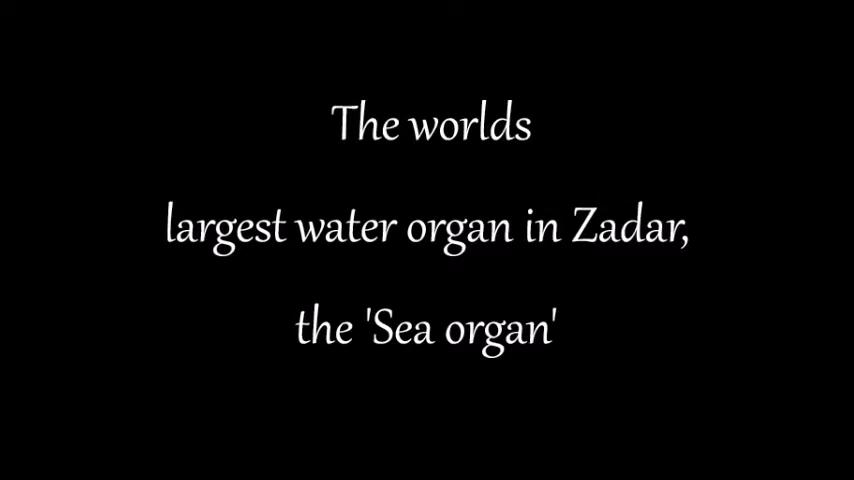 The worlds
largest water organ in Zadar,
the 'Sea organ'